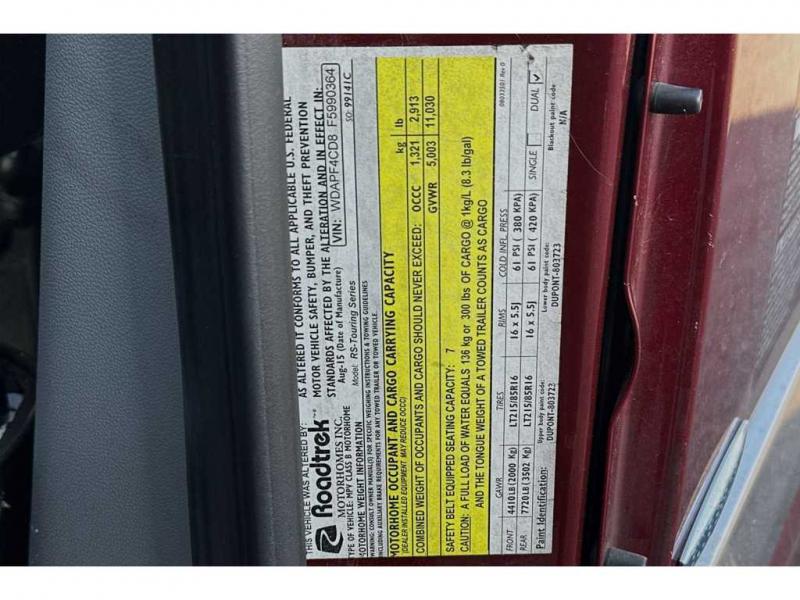 THIS VEHICLE WAS ALTERED BY:
Roadtrek
MOTORHOMES INC.
AS ALTERED IT CONFORMS TO ALL APPLICABLE U.S. FEDERAL
MOTOR VEHICLE SAFETY, BUMPER, AND THEFT PREVENTION
STANDARDS AFFECTED BY THE ALTERATION AND IN EFFECT IN:
Aug-15 (Date of Manufacture)
VIN: WDAPF4CD8 F5990364
TYPE OF VEHICLE: MPV CLASS B MOTORHOME
Model: RS-Touring Series
SO: 99141C
MOTORHOME WEIGHT INFORMATION
WARNING: CONSULT OWNER MANUAL(S) FOR SPECIFIC WEIGHING INSTRUCTIONS & TOWING GUIDELINES
INCLUDING AUXILIARY BRAKE REQUIREMENTS FOR ANY TOWED TRAILER OR TOWED VEHICLE.
MOTORHOME OCCUPANT AND CARGO CARRYING CAPACITY
(DEALER INSTALLED EQUIPMENT MAY REDUCE OCCC)
kg lb
COMBINED WEIGHT OF OCCUPANTS AND CARGO SHOULD NEVER EXCEED: OCCC 1,321 2,913
GVWR 5,003 11,030
SAFETY BELT EQUIPPED SEATING CAPACITY: 7
CAUTION: A FULL LOAD OF WATER EQUALS 136 kg or 300 lbs OF CARGO @ 1kg/L (8.3 lb/gal)
AND THE TONGUE WEIGHT OF A TOWED TRAILER COUNTS AS CARGO
GAWR TIRES RIMS COLD INFL PRESS
FRONT 4410LB (2000 Kg) LT215/85R16 16 x 5.5J 61 PSI ( 380 KPA)
REAR 7720LB (3502 Kg) LT215/85R16 16 x 5.5J 61 PSI ( 420 KPA) SINGLE DUAL ✓
Paint Identification:
Upper body paint code:
DUPONT-803723
Lower body paint code:
DUPONT-803723
Blackout paint code
N/A